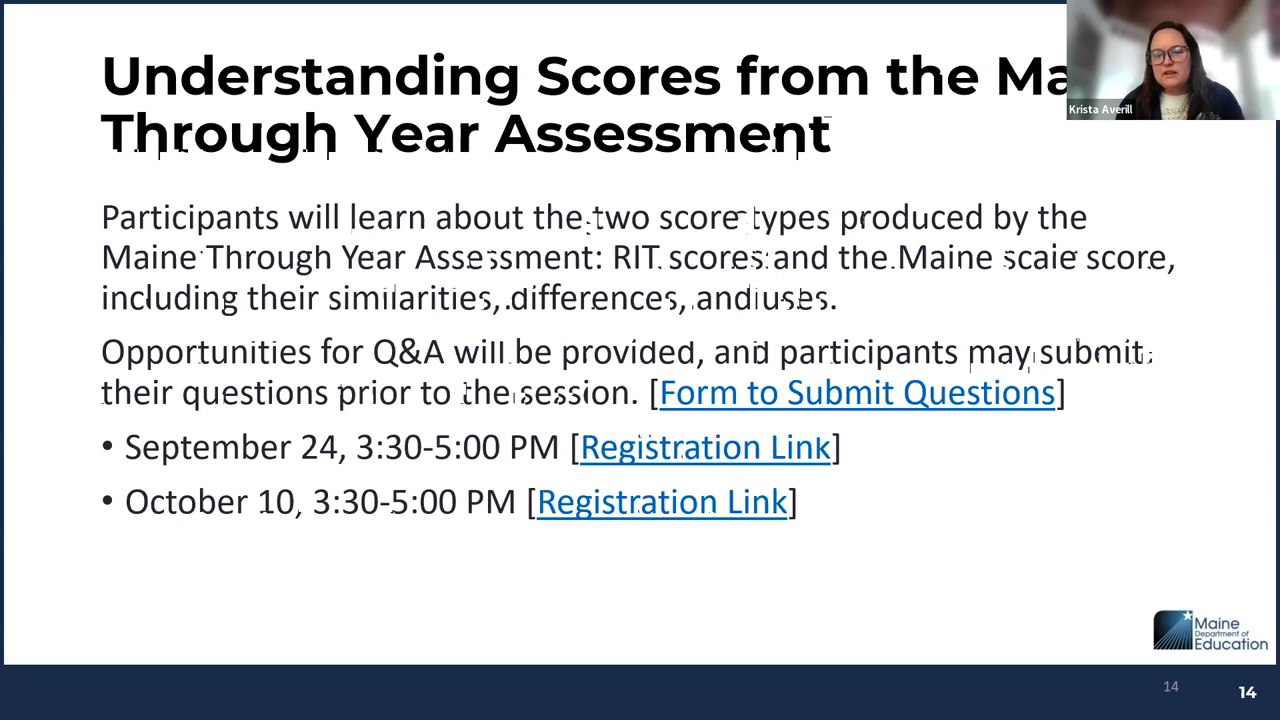 Understanding Scores from the Ma
Through Year Assessment
Krista Averill
Participants will learn about the two score types produced by the
Maine Through Year Assessment: RIT scores and the Maine scale score,
including their similarities, differences, and uses.
Opportunities for Q&A will be provided, and participants may submit
their questions prior to the session. [Form to Submit Questions]
• September 24, 3:30-5:00 PM [Registration Link]
• October 10, 3:30-5:00 PM [Registration Link]
Maine
Department of
Education
14
14